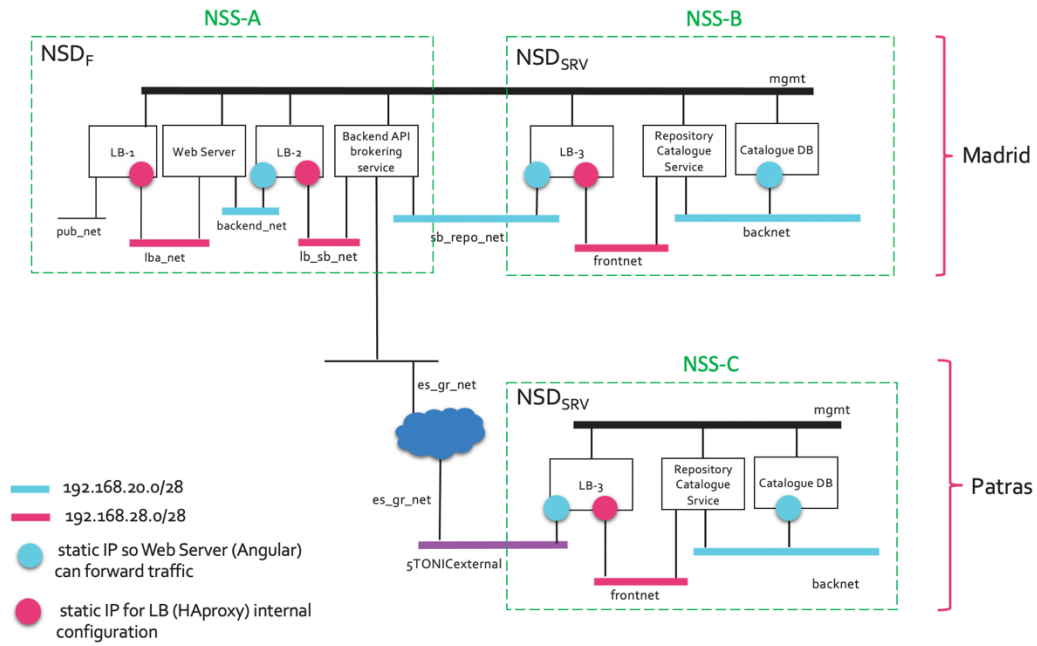 NSS-A
NSS-B
NSD_F
NSD_SRV
mgmt
LB-1
Web Server
LB-2
Backend API
brokering
service
LB-3
Repository
Catalogue
Service
Catalogue DB
Madrid
pub_net
lba_net
backend_net
lb_sb_net
sb_repo_net
frontnet
backnet
NSS-C
es_gr_net
NSD_SRV
mgmt
LB-3
Repository
Catalogue
Srvice
Catalogue DB
Patras
es_gr_net
5TONICexternal
frontnet
backnet
192.168.20.0/28
192.168.28.0/28
static IP so Web Server (Angular)
can forward traffic
static IP for LB (HAproxy) internal
configuration